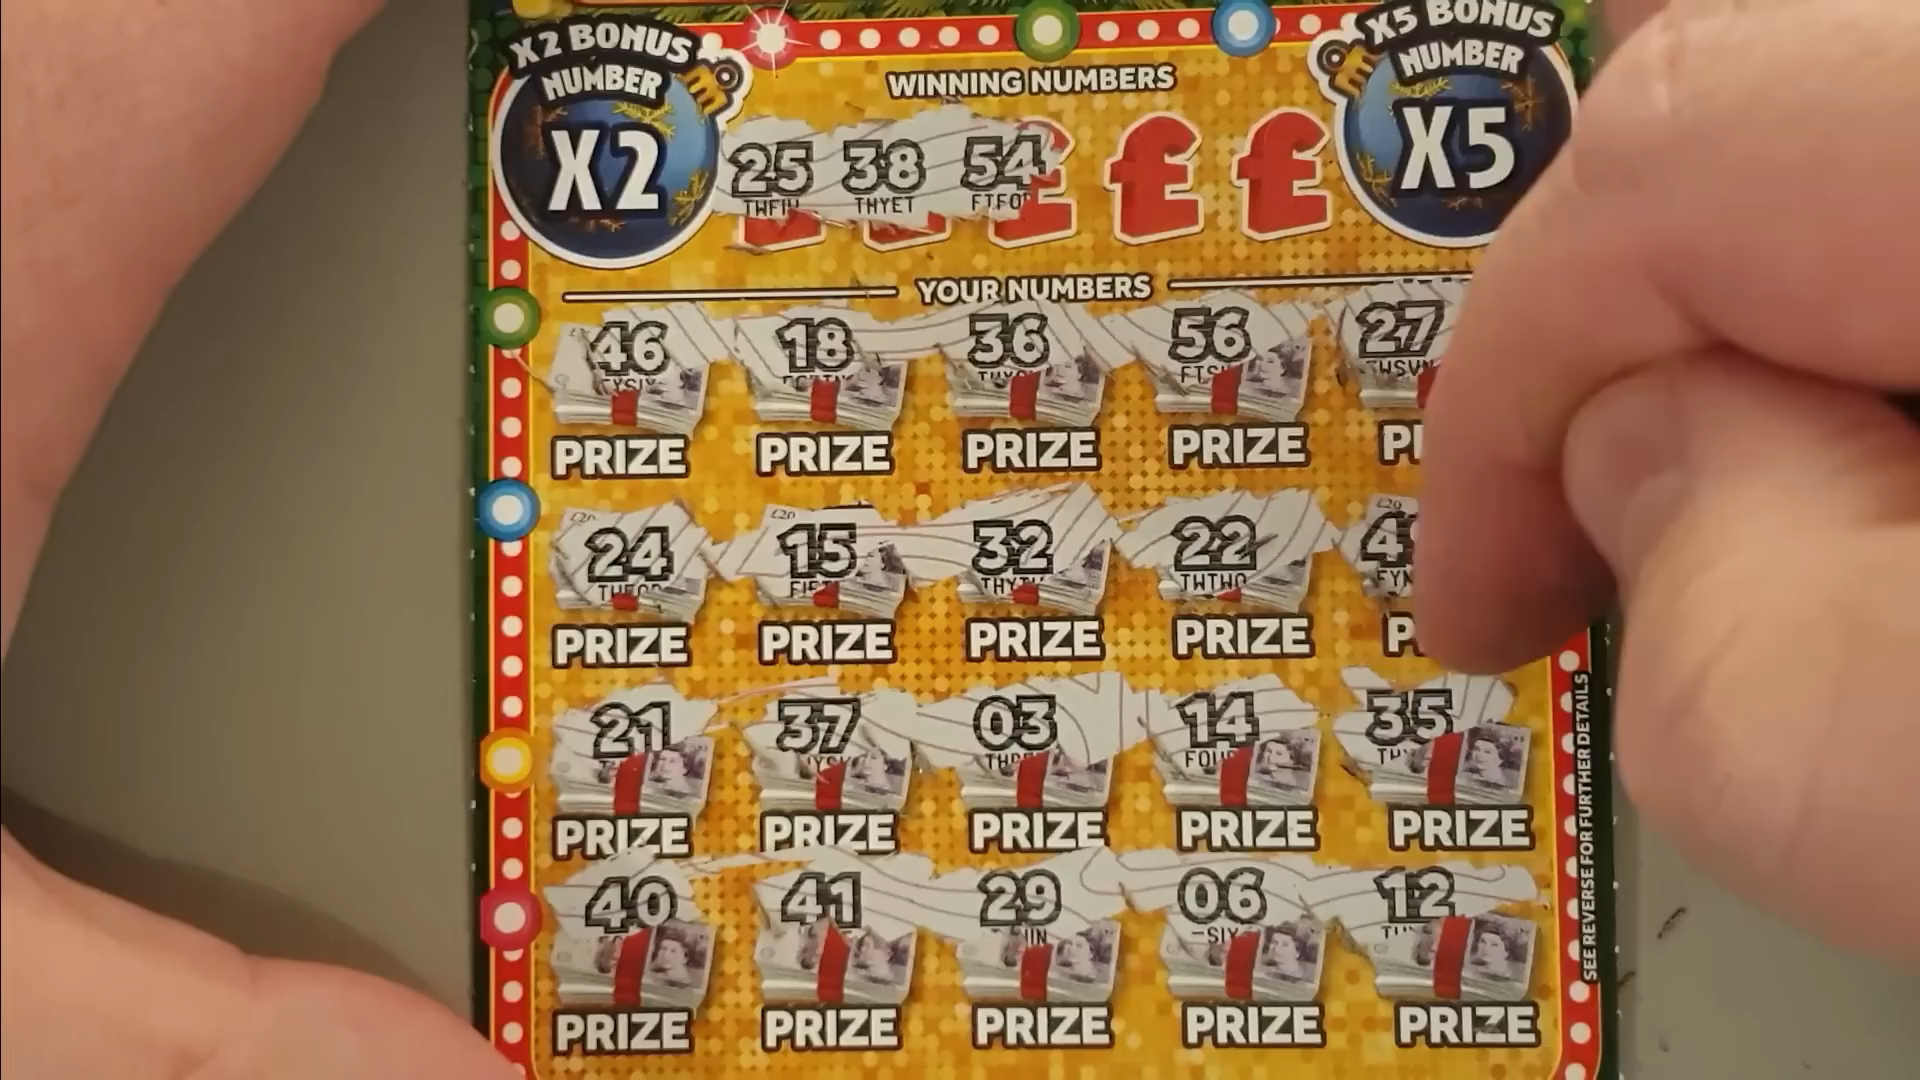 X2 BONUS NUMBER
X2
WINNING NUMBERS
X5 BONUS NUMBER
X5
25 38 54
THYET
£ £
YOUR NUMBERS
46 18 36 56 27
PRIZE PRIZE PRIZE PRIZE
24 15 32 22
TWTWO
PRIZE PRIZE PRIZE PRIZE
21 37 03 14 35
PRIZE PRIZE PRIZE PRIZE PRIZE
40 41 29 06 12
PRIZE PRIZE PRIZE PRIZE PRIZE
SEE REVERSE FOR FURTHER DETAILS